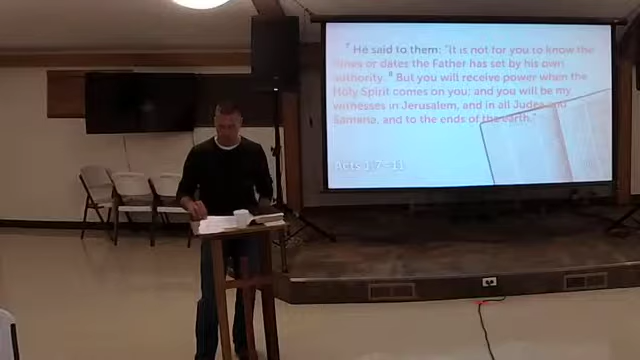 ⁷ He said to them: "It is not for you to know the
times or dates the Father has set by his own
authority. ⁸ But you will receive power when the
Holy Spirit comes on you; and you will be my
witnesses in Jerusalem, and in all Judea and
Samaria, and to the ends of the earth."
Acts 1:7-11